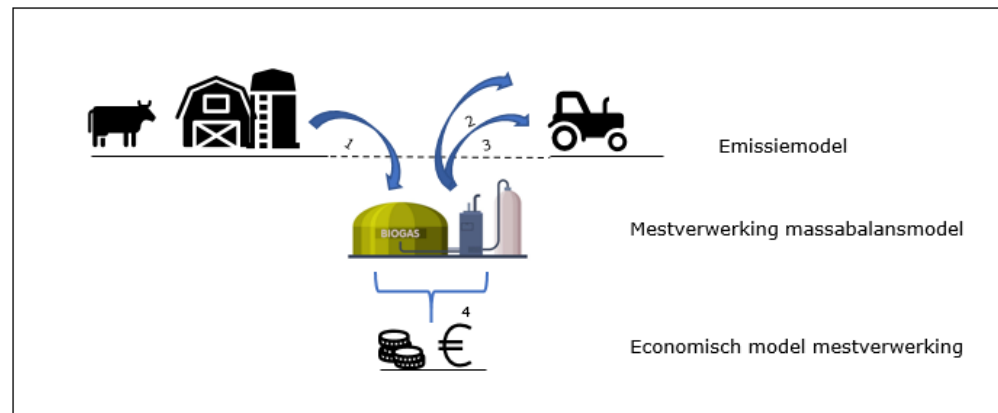 2
1
3
Emissiemodel
BIOGAS
Mestverwerking massabalansmodel
4
€
Economisch model mestverwerking